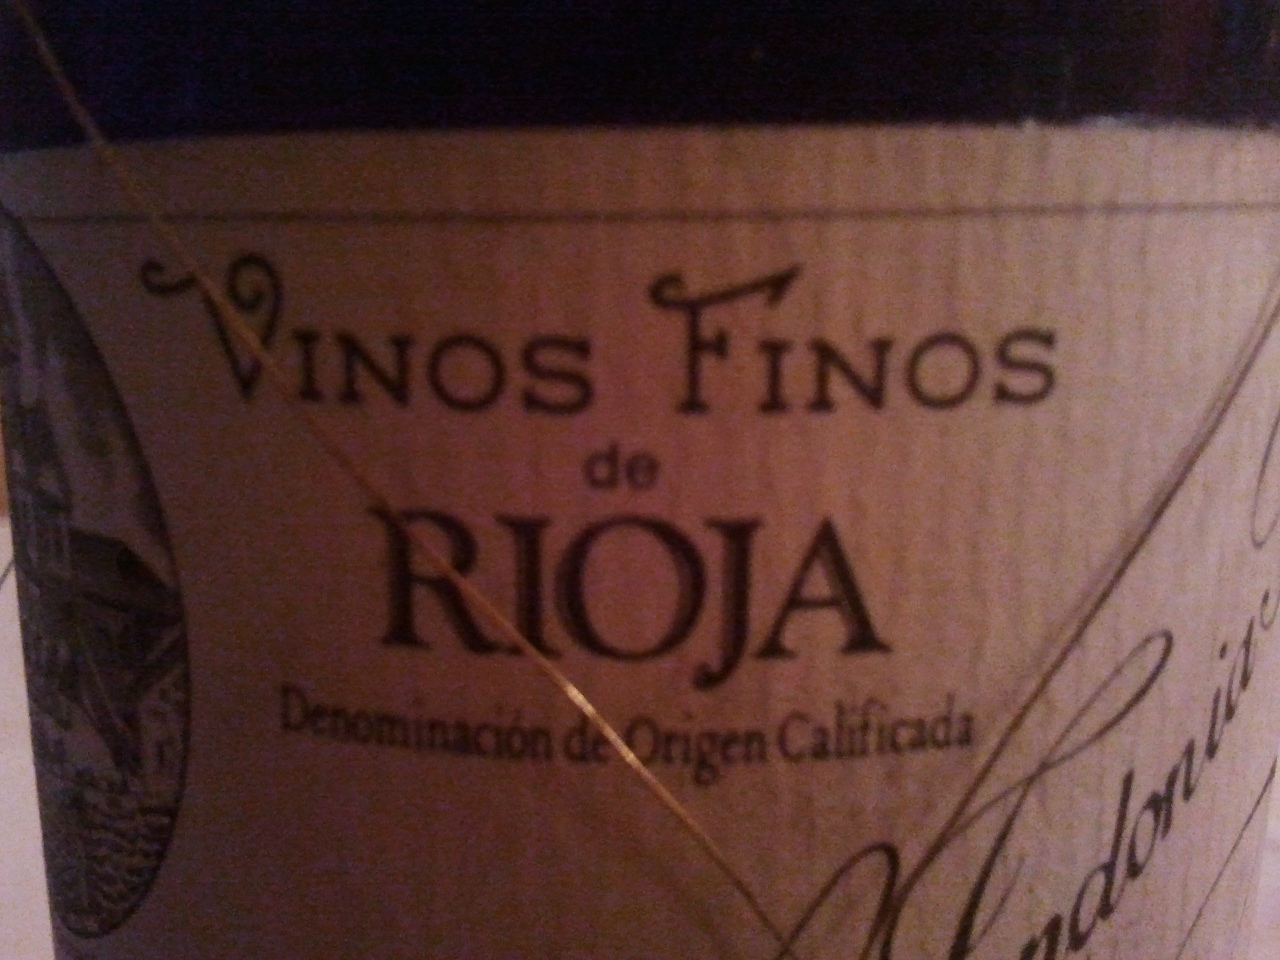 Vinos Finos
de
RIOJA
Denominación de Origen Calificada